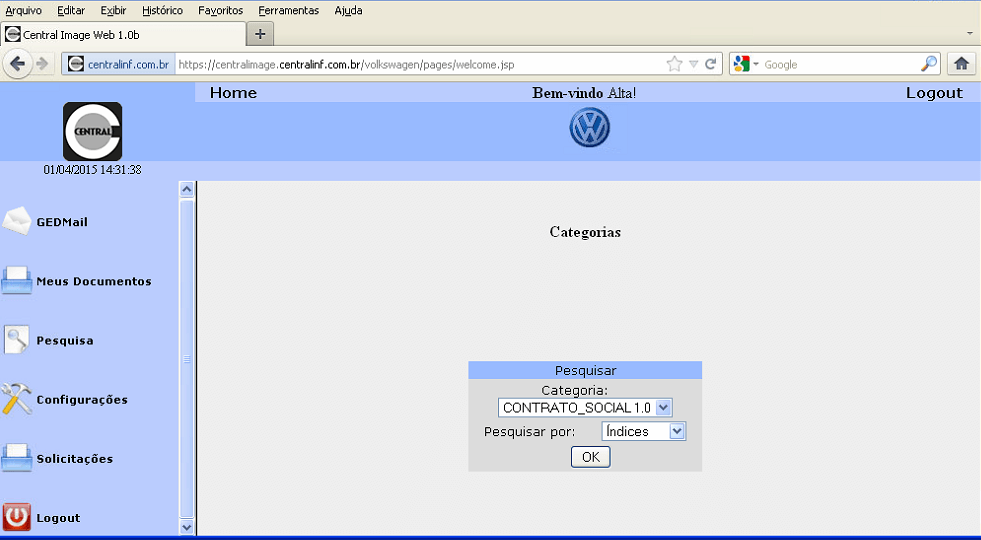 Arquivo Editar Exibir Histórico Favoritos Ferramentas Ajuda
Central Image Web 1.0b
centralinf.com.br https://centralimage.centralinf.com.br/volkswagen/pages/welcome.jsp Google
Home Bem-vindo Alta! Logout
CENTRAL
01/04/2015 14:31:38
GEDMail
Meus Documentos
Pesquisa
Configurações
Solicitações
Logout
Categorias
Pesquisar
Categoria:
CONTRATO_SOCIAL 1.0
Pesquisar por: Índices
OK